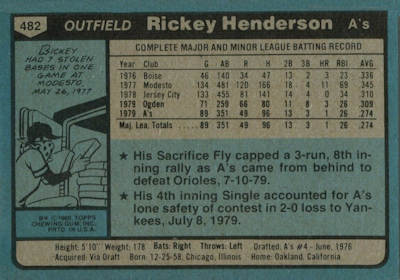 482 OUTFIELD Rickey Henderson A's
RICKEY
HAD 7 STOLEN
BASES IN ONE
GAME AT
MODESTO
MAY 26, 1977
COMPLETE MAJOR AND MINOR LEAGUE BATTING RECORD
Year Club G AB R H 2B 3B HR RBI AVG
1976 Boise 46 140 34 47 13 2 3 23 .336
1977 Modesto 134 481 120 166 18 4 11 69 .345
1978 Jersey City 133 455 81 141 14 4 0 34 .310
1979 Ogden 71 259 66 80 11 8 3 26 .309
1979 A's 89 351 49 96 13 3 1 26 .274
Maj. Lea. Totals 89 351 49 96 13 3 1 26 .274
★ His Sacrifice Fly capped a 3-run, 8th in-
ning rally as A's came from behind to
defeat Orioles, 7-10-79.
★ His 4th inning Single accounted for A's
lone safety of contest in 2-0 loss to Yan-
kees, July 8, 1979.
© 1980 TOPPS
CHEWING GUM, INC.
PRTD. IN U.S.A.
Height: 5'10" Weight: 178 Bats: Right Throws: Left Drafted: A's #4 - June, 1976
Acquired: Via Draft Born: 12-25-58, Chicago, Illinois Home: Oakland, California